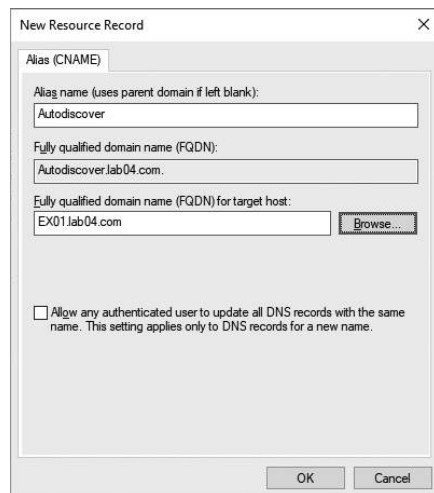 New Resource Record
Alias (CNAME)
Alias name (uses parent domain if left blank):
Autodiscover
Fully qualified domain name (FQDN):
Autodiscover.lab04.com.
Fully qualified domain name (FQDN) for target host:
EX01.lab04.com
Browse...
Allow any authenticated user to update all DNS records with the same
name. This setting applies only to DNS records for a new name.
OK
Cancel